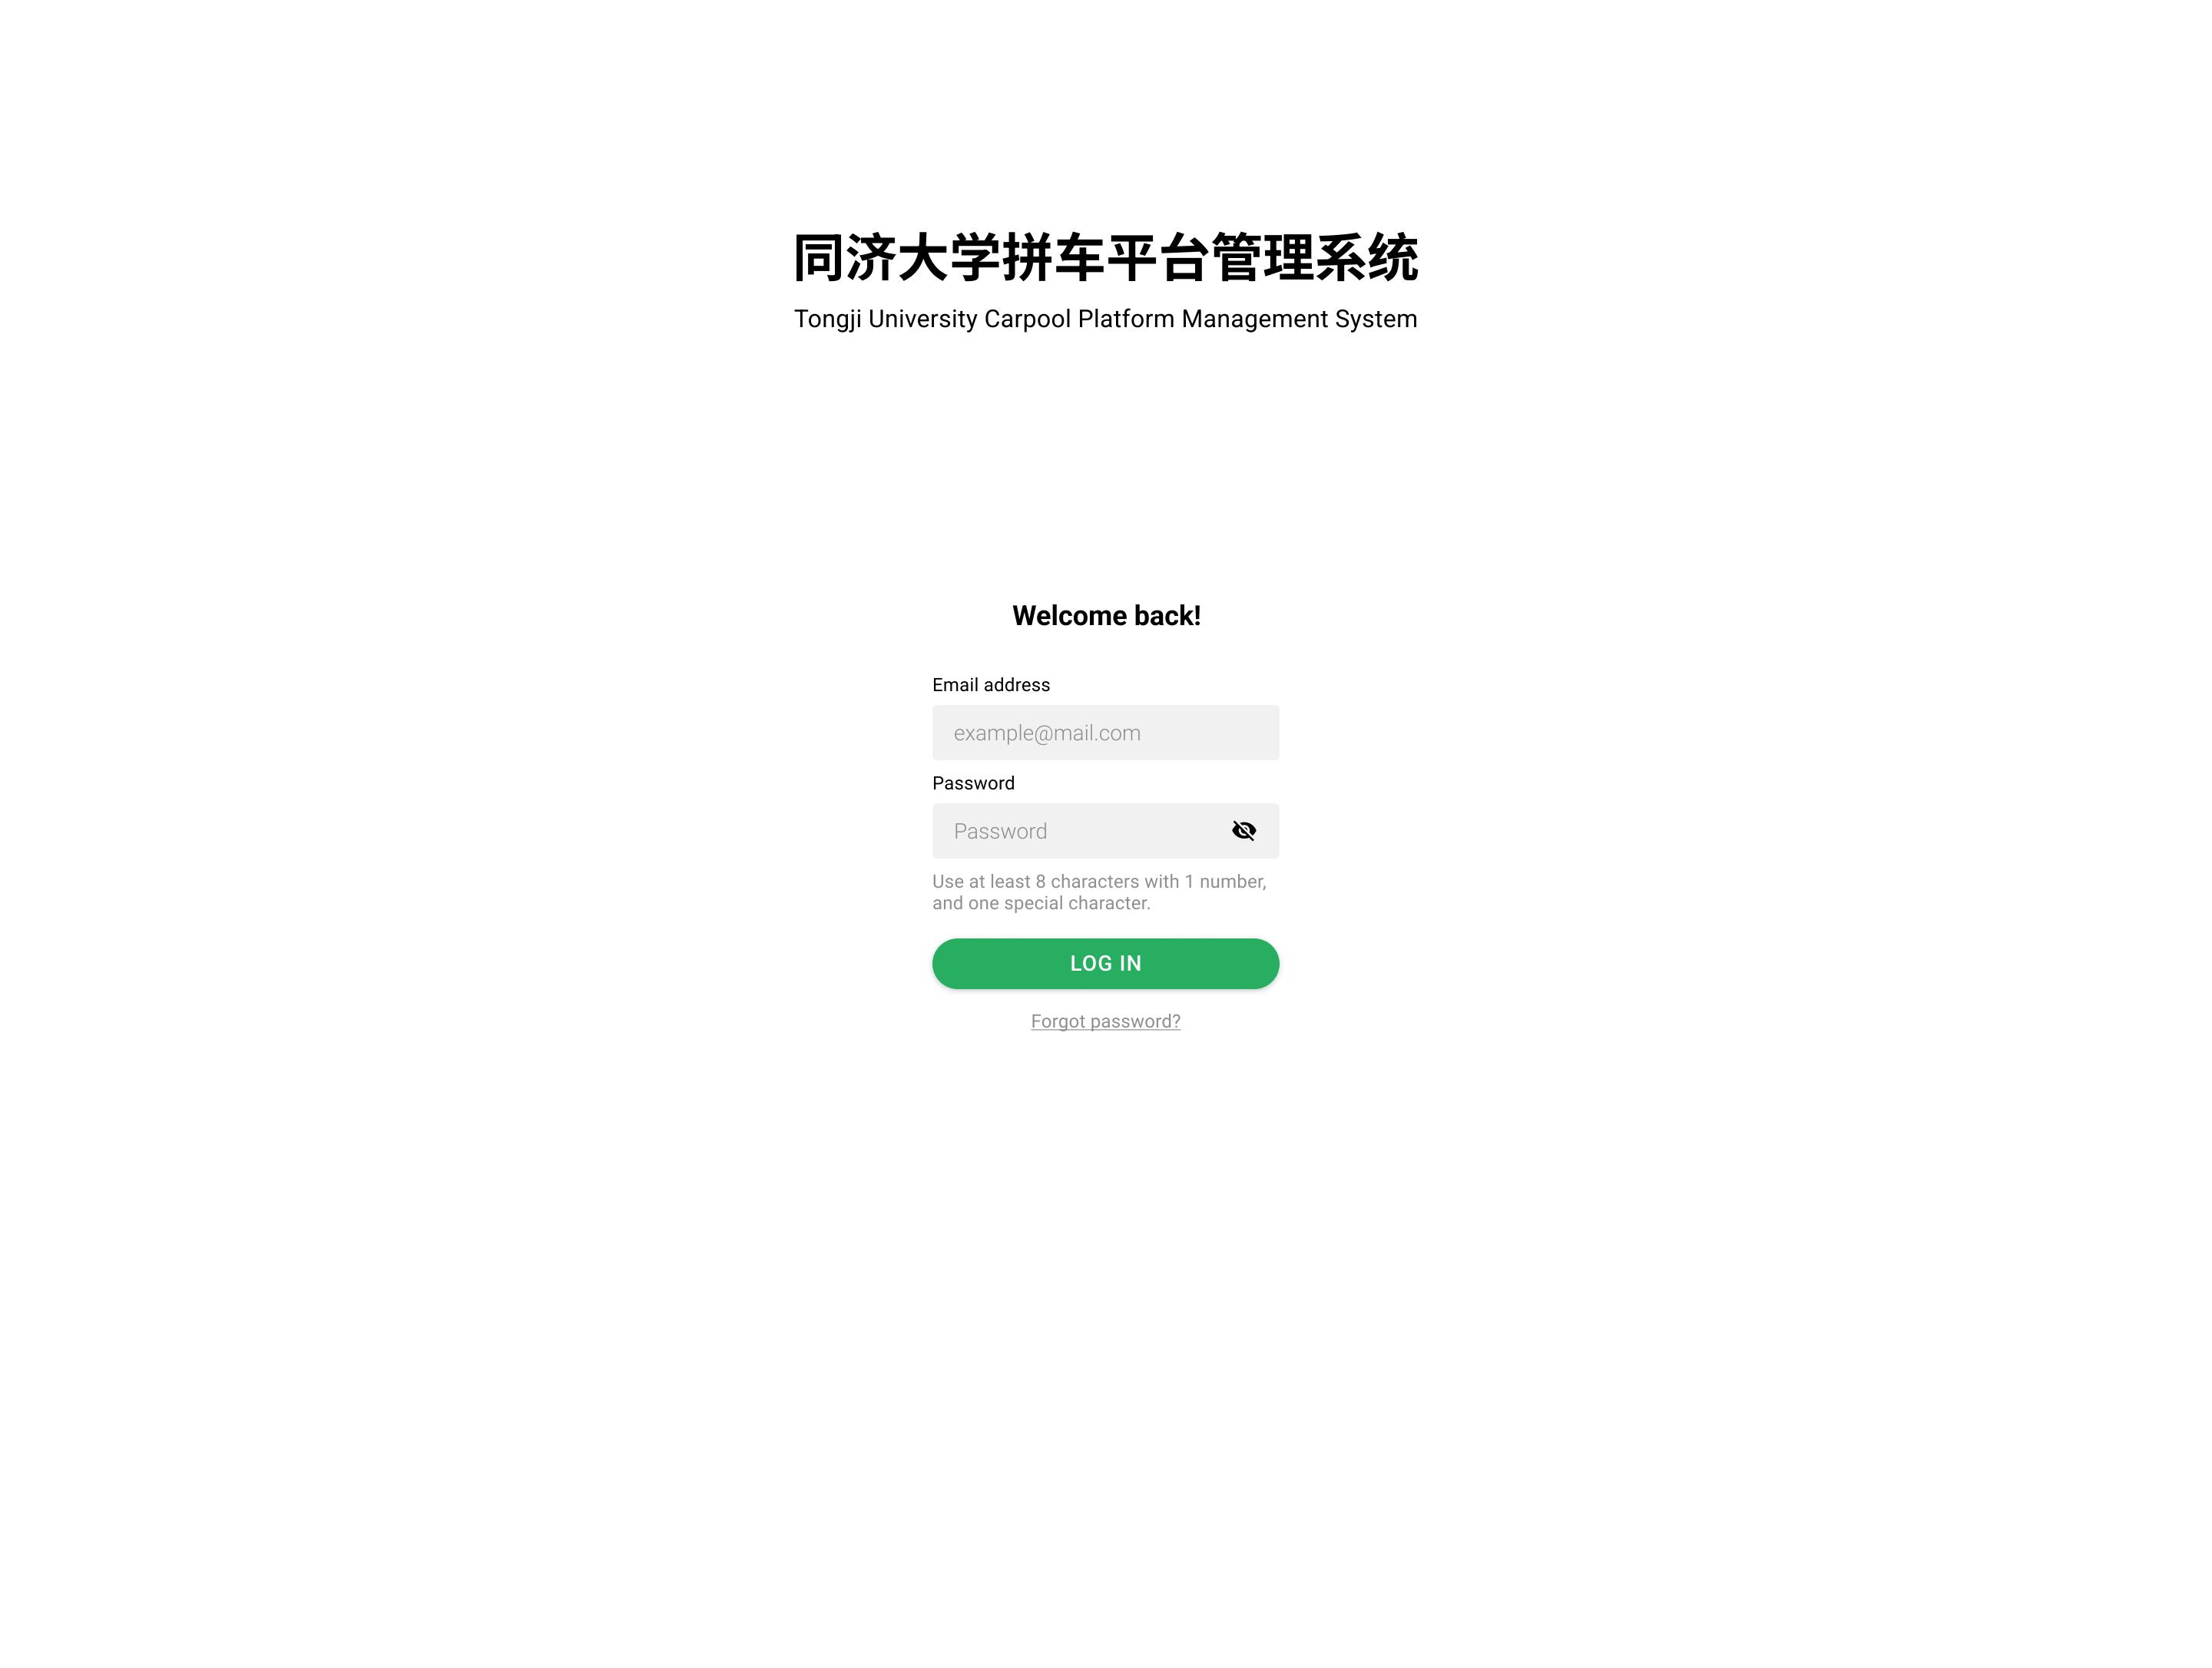 同济大学拼车平台管理系统
Tongji University Carpool Platform Management System
Welcome back!
Email address
example@mail.com
Password
Password
Use at least 8 characters with 1 number,
and one special character.
LOG IN
Forgot password?